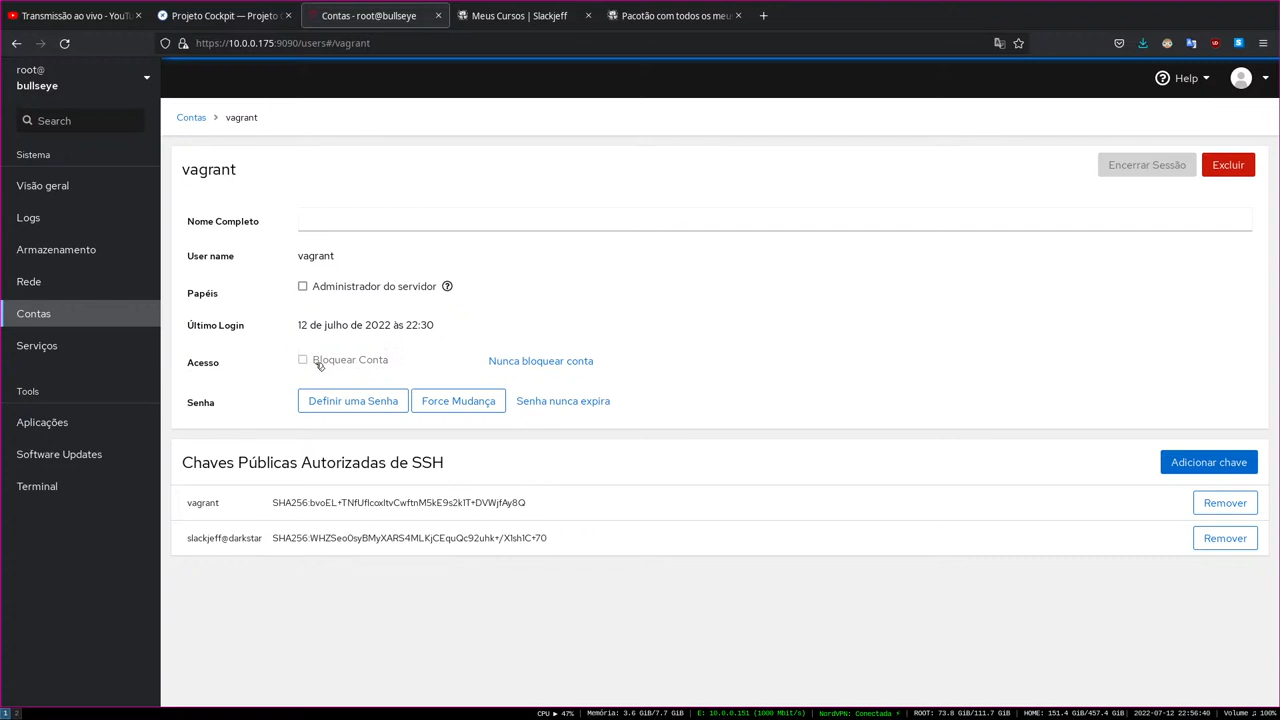 Transmissão ao vivo - YouT
Projeto Cockpit — Projeto C
Contas - root@bullseye
Meus Cursos | Slackjeff
Pacotão com todos os meu
https://10.0.0.175:9090/users#/vagrant
root@
bullseye
Help
Search
Contas > vagrant
Sistema
Visão geral
Logs
Armazenamento
Rede
Contas
Serviços
Tools
Aplicações
Software Updates
Terminal
vagrant
Encerrar Sessão
Excluir
Nome Completo
User name vagrant
Papéis Administrador do servidor
Último Login 12 de julho de 2022 às 22:30
Acesso Bloquear Conta Nunca bloquear conta
Senha Definir uma Senha Force Mudança Senha nunca expira
Chaves Públicas Autorizadas de SSH
Adicionar chave
vagrant SHA256:bvoEL+TNfUflcoxltvCwftnM5kE9s2k1T+DVWjfAy8Q Remover
slackjeff@darkstar SHA256:WHZSeo0syBMyXARS4MLKjCEquQc92uhk+/X1sh1C+70 Remover
1 2 CPU ▶ 47% | Memória: 3.6 GiB/7.7 GiB | E: 10.0.0.151 (1000 Mbit/s) | NordVPN: Conectada ⚡ | ROOT: 73.8 GiB/111.7 GiB | HOME: 151.4 GiB/457.4 GiB | 2022-07-12 22:56:40 | Volume ♫ 100%